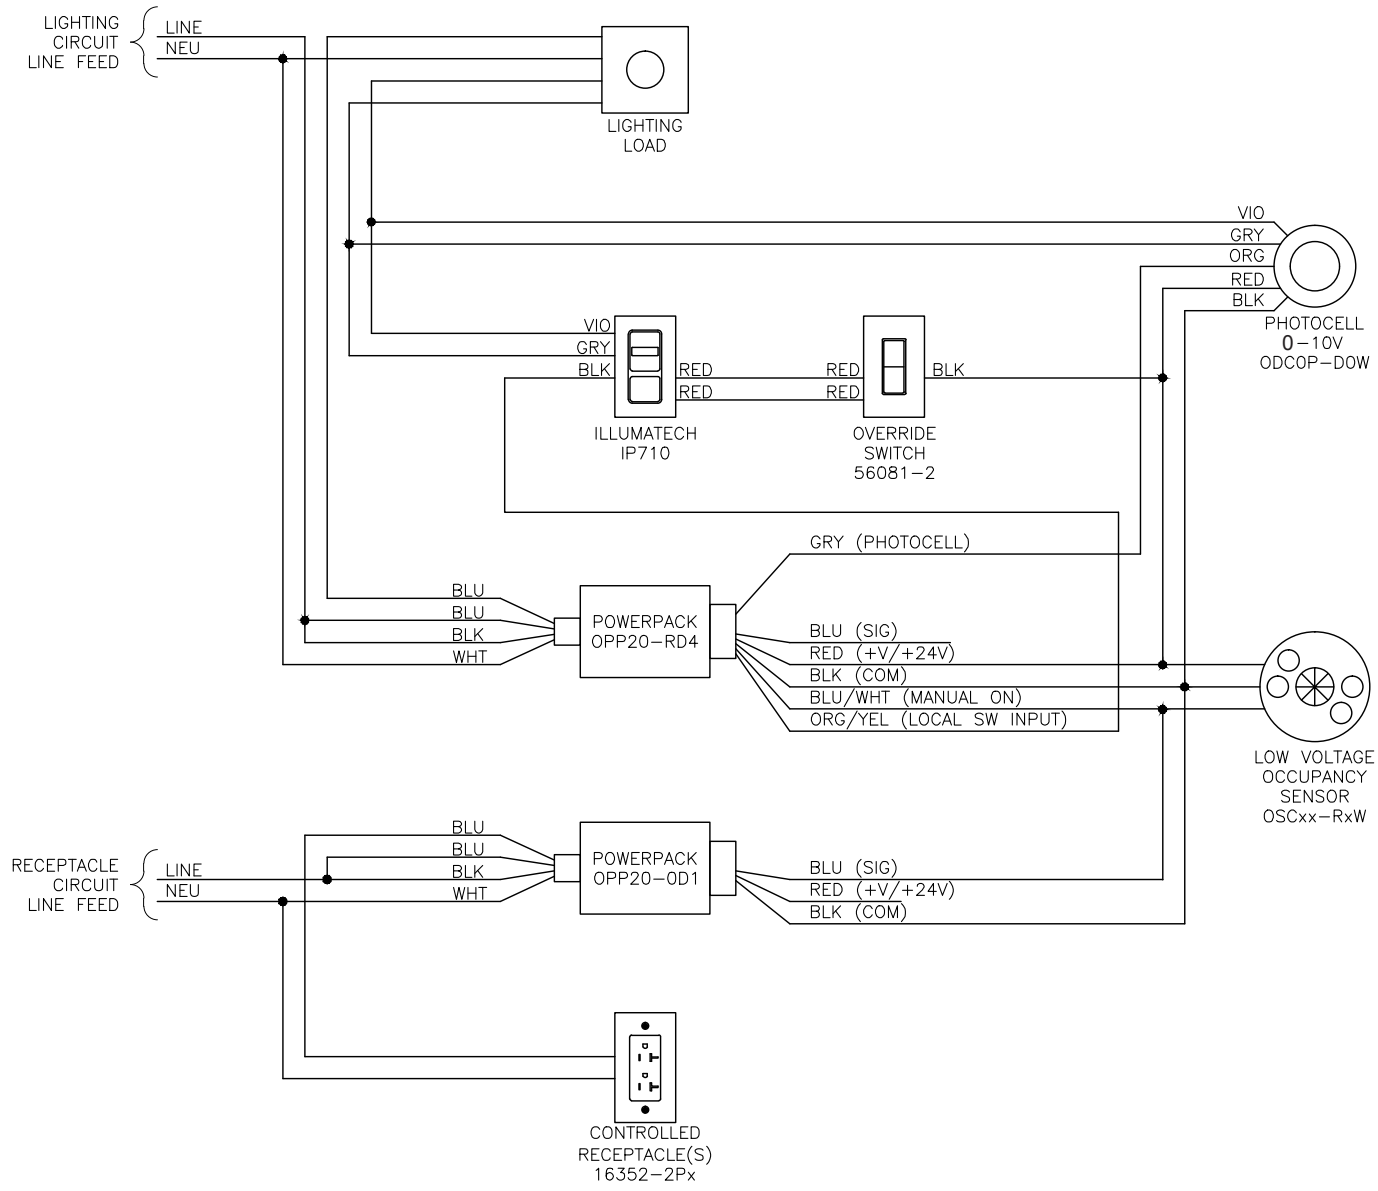 LIGHTING
CIRCUIT
LINE FEED
LINE
NEU
LIGHTING
LOAD
VIO
GRY
ORG
RED
BLK
PHOTOCELL
0-10V
ODCOP-D0W
VIO
GRY
BLK
RED
RED
RED
RED
BLK
ILLUMATECH
IP710
OVERRIDE
SWITCH
56081-2
GRY (PHOTOCELL)
BLU
BLU
BLK
WHT
POWERPACK
OPP20-RD4
BLU (SIG)
RED (+V/+24V)
BLK (COM)
BLU/WHT (MANUAL ON)
ORG/YEL (LOCAL SW INPUT)
LOW VOLTAGE
OCCUPANCY
SENSOR
OSCxx-RxW
RECEPTACLE
CIRCUIT
LINE FEED
LINE
NEU
BLU
BLU
BLK
WHT
POWERPACK
OPP20-0D1
BLU (SIG)
RED (+V/+24V)
BLK (COM)
CONTROLLED
RECEPTACLE(S)
16352-2Px